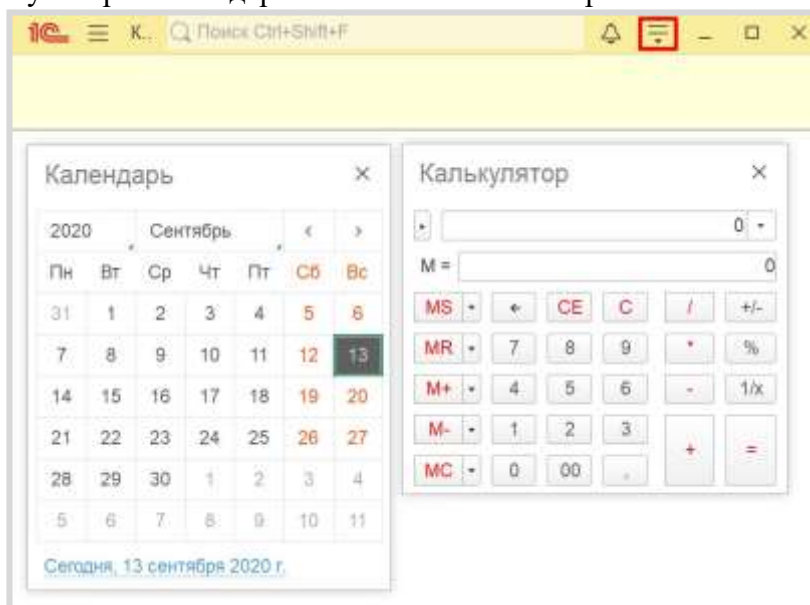 1С К.. Поиск Ctrl+Shift+F
Календарь
2020 Сентябрь
Пн Вт Ср Чт Пт Сб Вс
31 1 2 3 4 5 6
7 8 9 10 11 12 13
14 15 16 17 18 19 20
21 22 23 24 25 26 27
28 29 30 1 2 3 4
5 6 7 8 9 10 11
Сегодня, 13 сентября 2020 г.
Калькулятор
0
M = 0
MS CE C / +/-
MR 7 8 9 * %
M+ 4 5 6 - 1/x
M- 1 2 3 + =
MC 0 00 ,